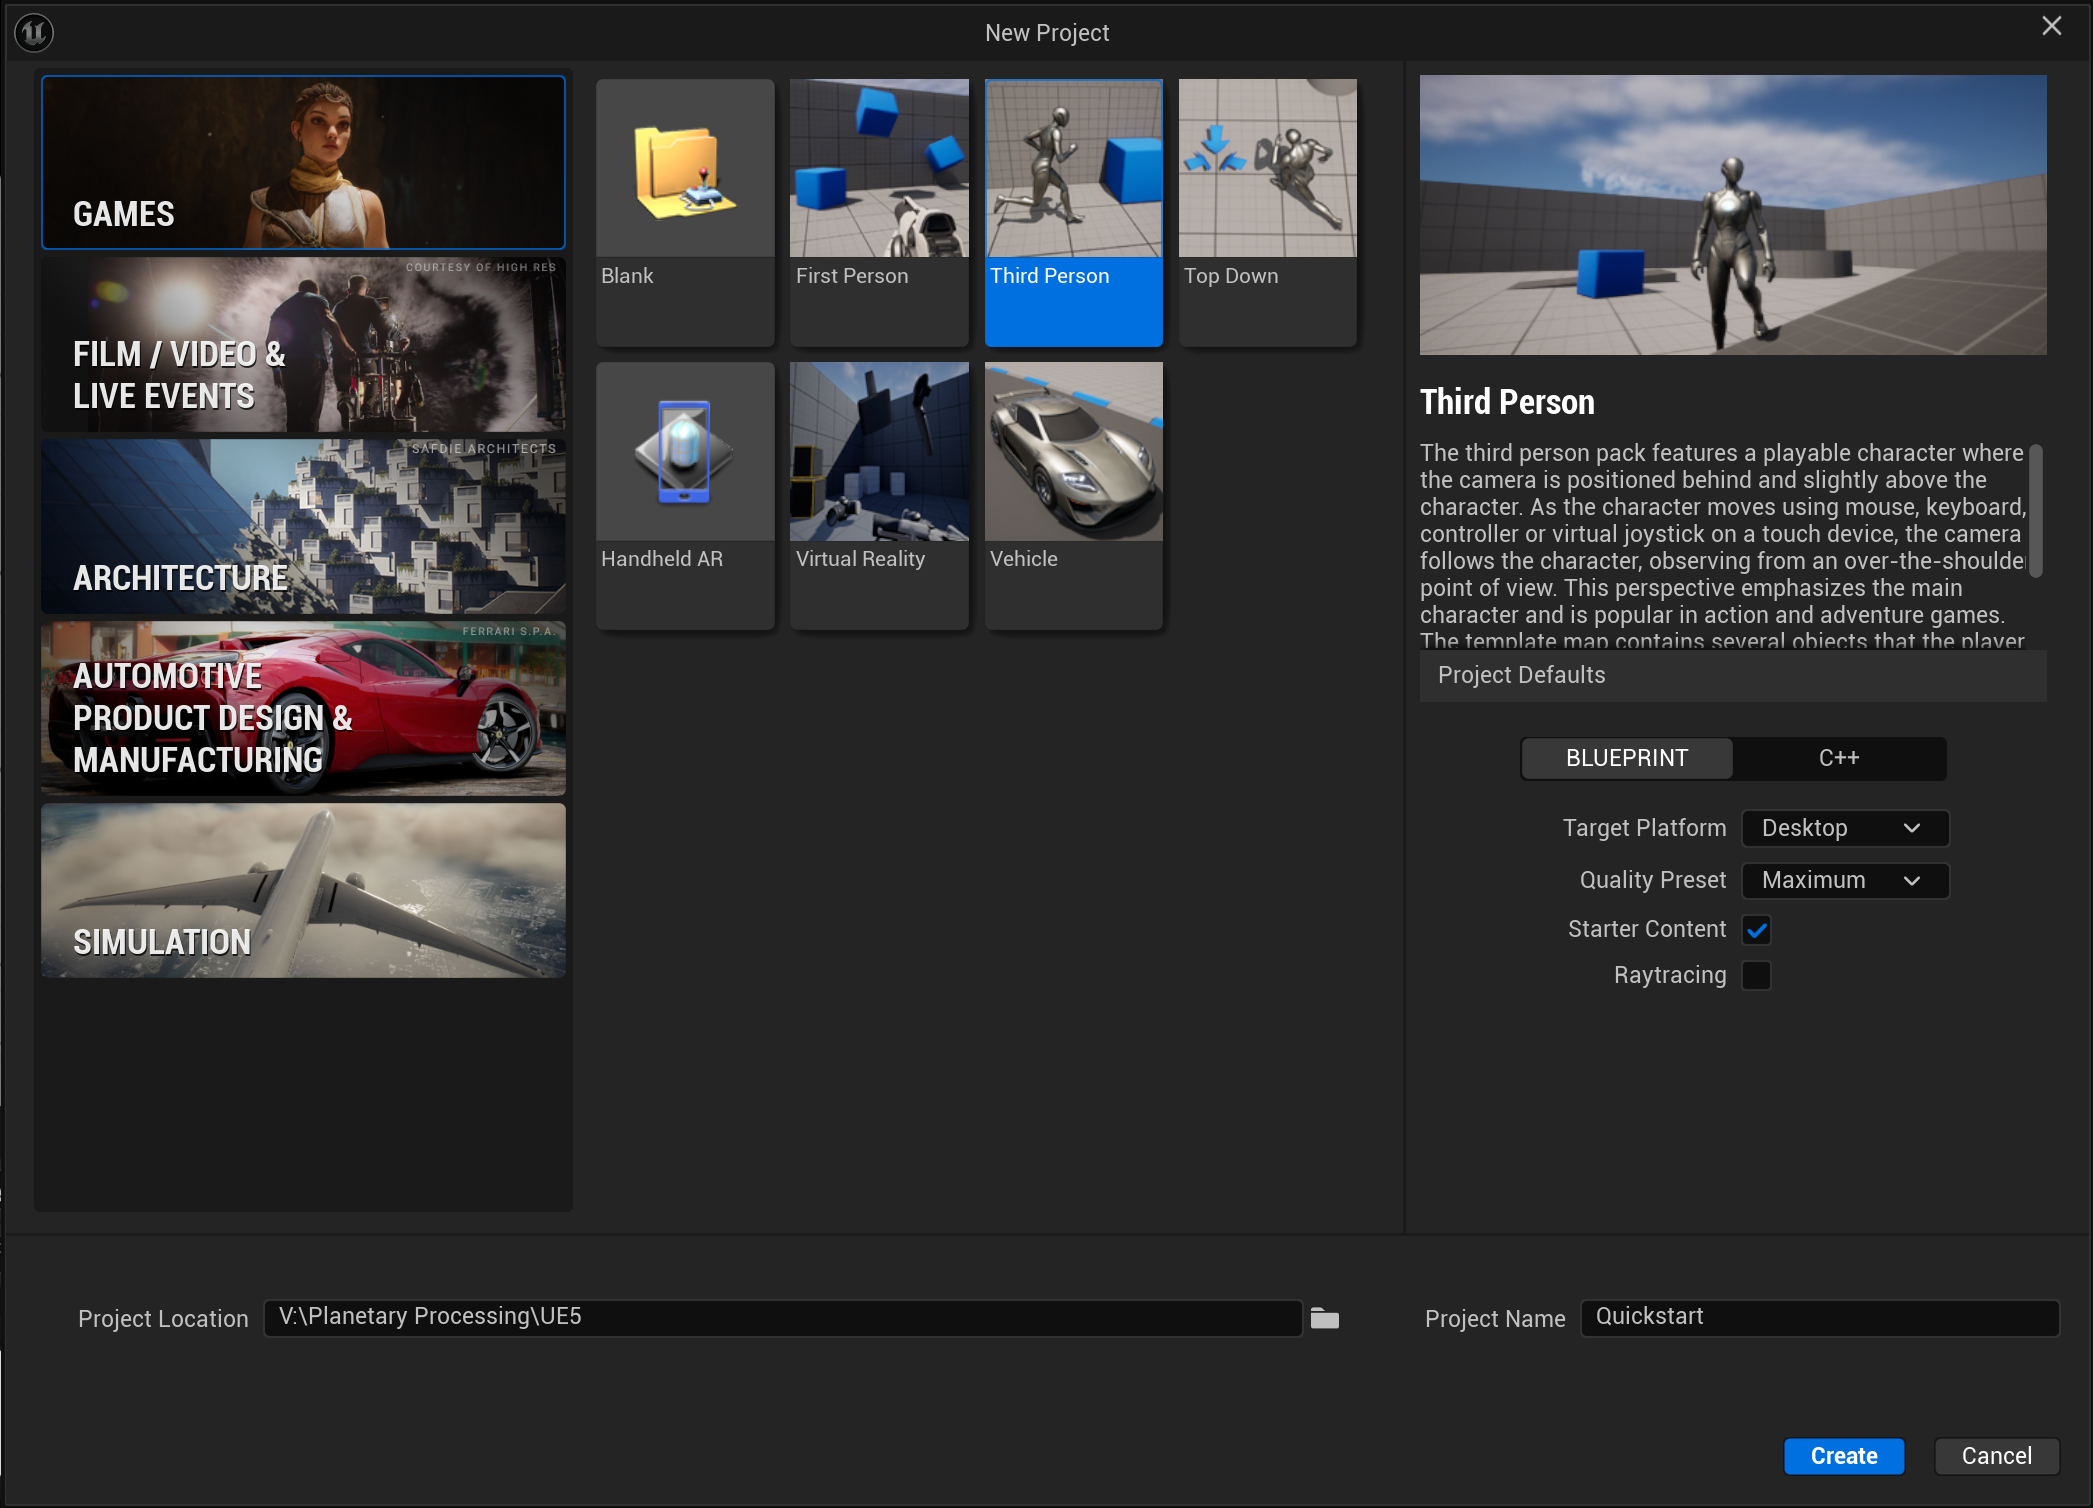 New Project
GAMES
COURTESY OF HIGH RES
FILM / VIDEO &
LIVE EVENTS
SAFDIE ARCHITECTS
ARCHITECTURE
FERRARI S.P.A.
AUTOMOTIVE
PRODUCT DESIGN &
MANUFACTURING
SIMULATION
Blank
First Person
Third Person
Top Down
Handheld AR
Virtual Reality
Vehicle
Third Person
The third person pack features a playable character where
the camera is positioned behind and slightly above the
character. As the character moves using mouse, keyboard,
controller or virtual joystick on a touch device, the camera
follows the character, observing from an over-the-shoulder
point of view. This perspective emphasizes the main
character and is popular in action and adventure games.
The template map contains several objects that the player
Project Defaults
BLUEPRINT
C++
Target Platform
Desktop
Quality Preset
Maximum
Starter Content
Raytracing
Project Location
V:\Planetary Processing\UE5
Project Name
Quickstart
Create
Cancel